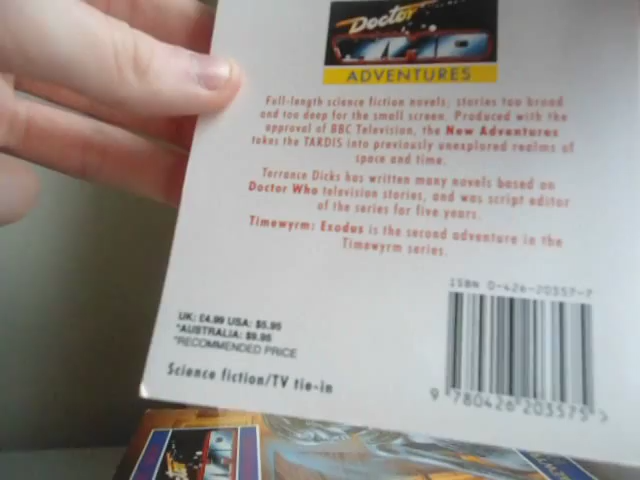 Doctor
ADVENTURES
Full-length science fiction novels, stories too broad
and too deep for the small screen. Produced with the
approval of BBC Television, the New Adventures
takes the TARDIS into previously unexplored realms of
space and time.
Terrance Dicks has written many novels based on
Doctor Who television stories, and was script editor
of the series for five years.
Timewyrm: Exodus is the second adventure in the
Timewyrm series.
ISBN 0-426-20357-7
UK: £4.99 USA: $5.95
*AUSTRALIA: $9.95
*RECOMMENDED PRICE
Science fiction/TV tie-in
9 780426 203575 >